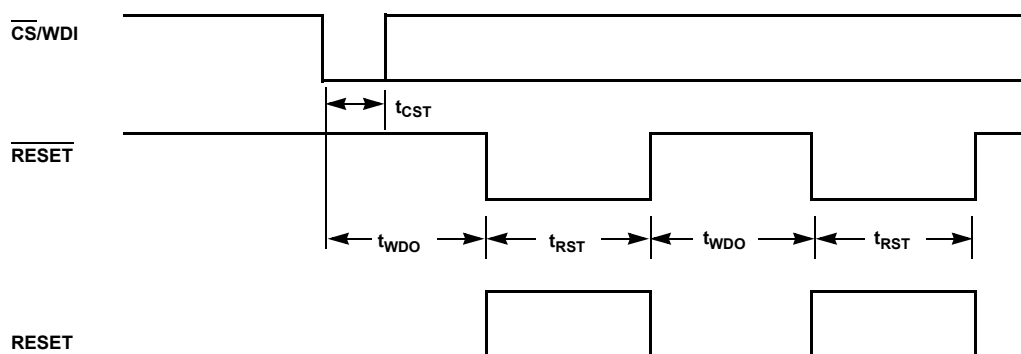 CS/WDI
tCST
RESET
tWDO tRST tWDO tRST
RESET